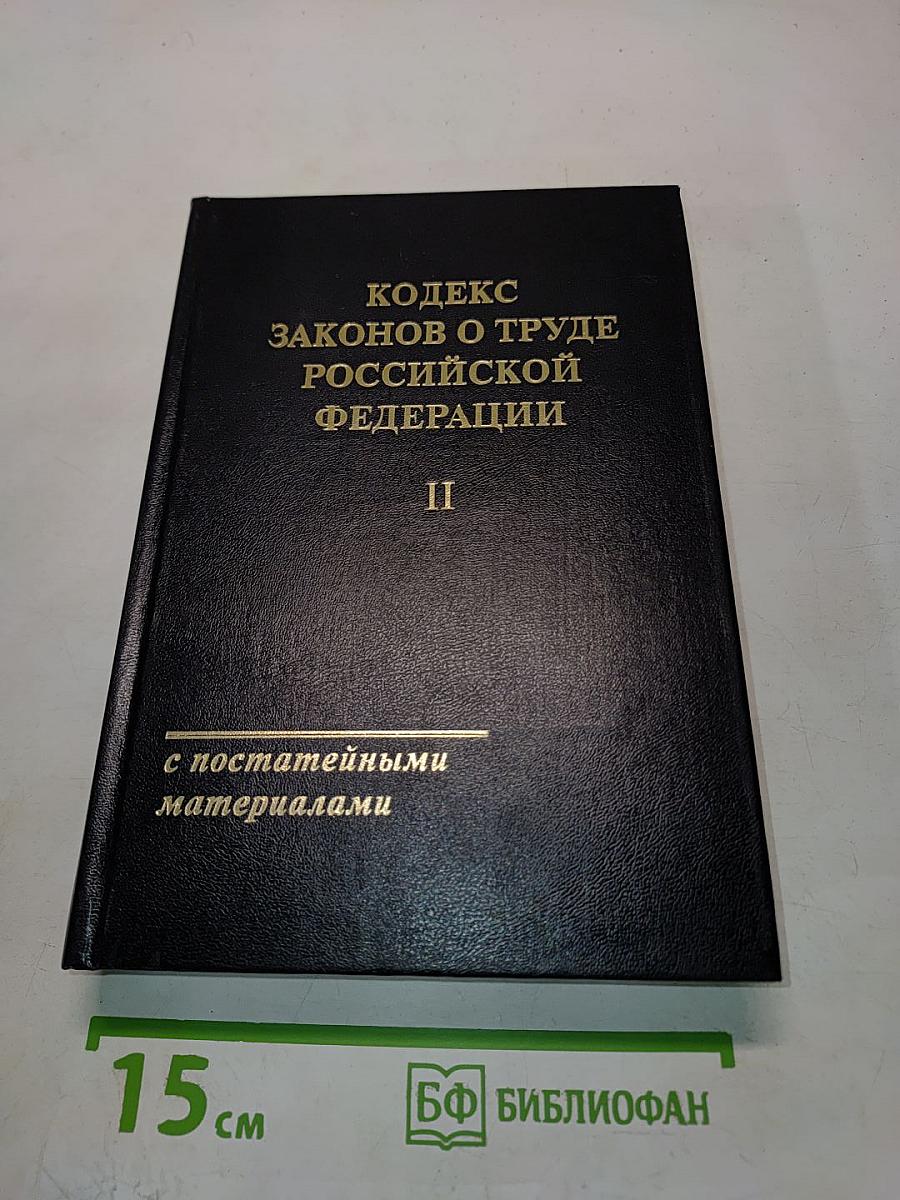 КОДЕКС
ЗАКОНОВ О ТРУДЕ
РОССИЙСКОЙ
ФЕДЕРАЦИИ
II
с постатейными
материалами
15 см
БФ БИБЛИОФАН